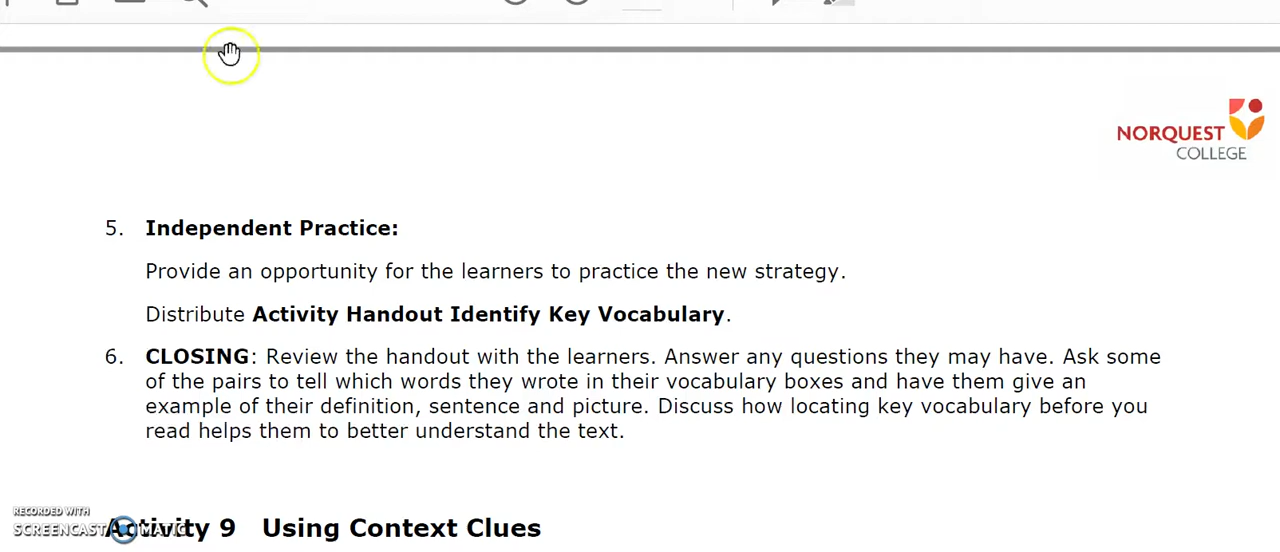 NORQUEST
COLLEGE
5. Independent Practice:
Provide an opportunity for the learners to practice the new strategy.
Distribute Activity Handout Identify Key Vocabulary.
6. CLOSING: Review the handout with the learners. Answer any questions they may have. Ask some
of the pairs to tell which words they wrote in their vocabulary boxes and have them give an
example of their definition, sentence and picture. Discuss how locating key vocabulary before you
read helps them to better understand the text.
RECORDED WITH
SCREENCAST MATIC
Activity 9 Using Context Clues